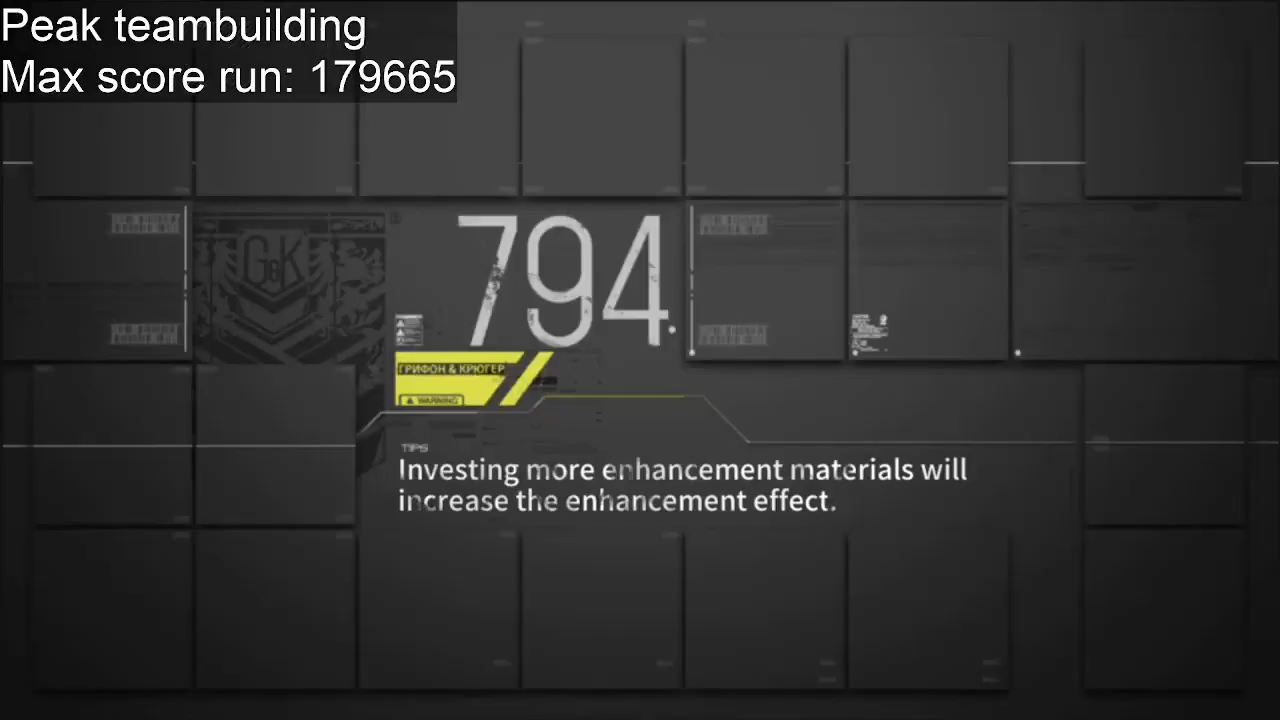 Peak teambuilding
Max score run: 179665
G&K
794.
ГРИФОН & КРЮГЕР
WARNING
TIPS
Investing more enhancement materials will
increase the enhancement effect.